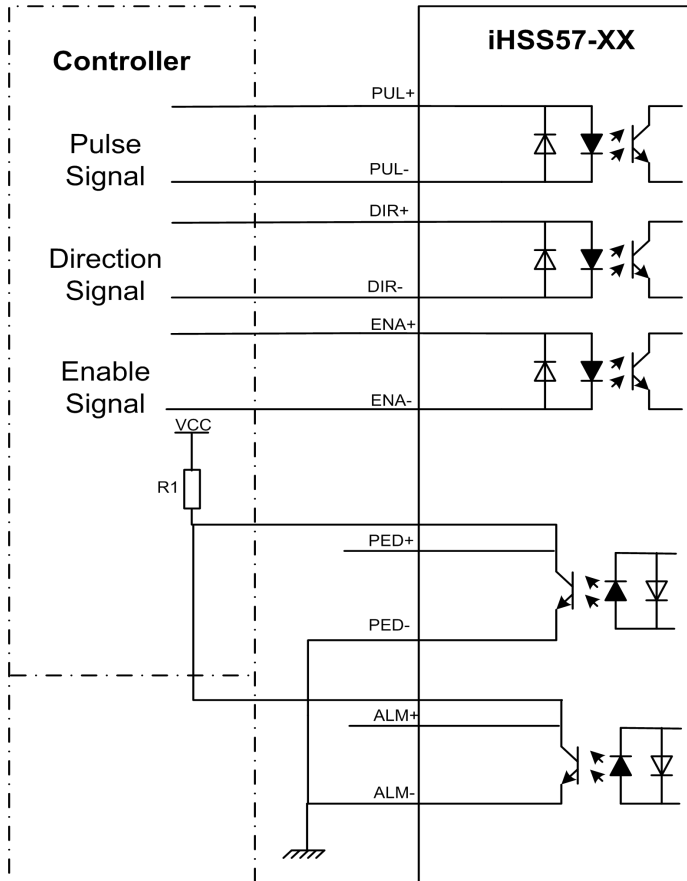 iHSS57-XX
Controller
PUL+
Pulse
Signal
PUL-
DIR+
Direction
Signal
DIR-
ENA+
Enable
Signal
ENA-
VCC
R1
PED+
PED-
ALM+
ALM-